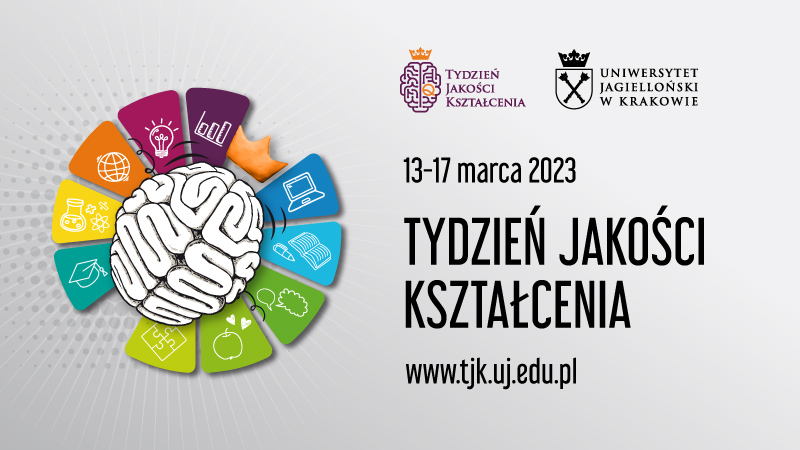 TYDZIEŃ
JAKOŚCI
KSZTAŁCENIA
UNIWERSYTET
JAGIELLOŃSKI
W KRAKOWIE
13-17 marca 2023
TYDZIEŃ JAKOŚCI
KSZTAŁCENIA
www.tjk.uj.edu.pl